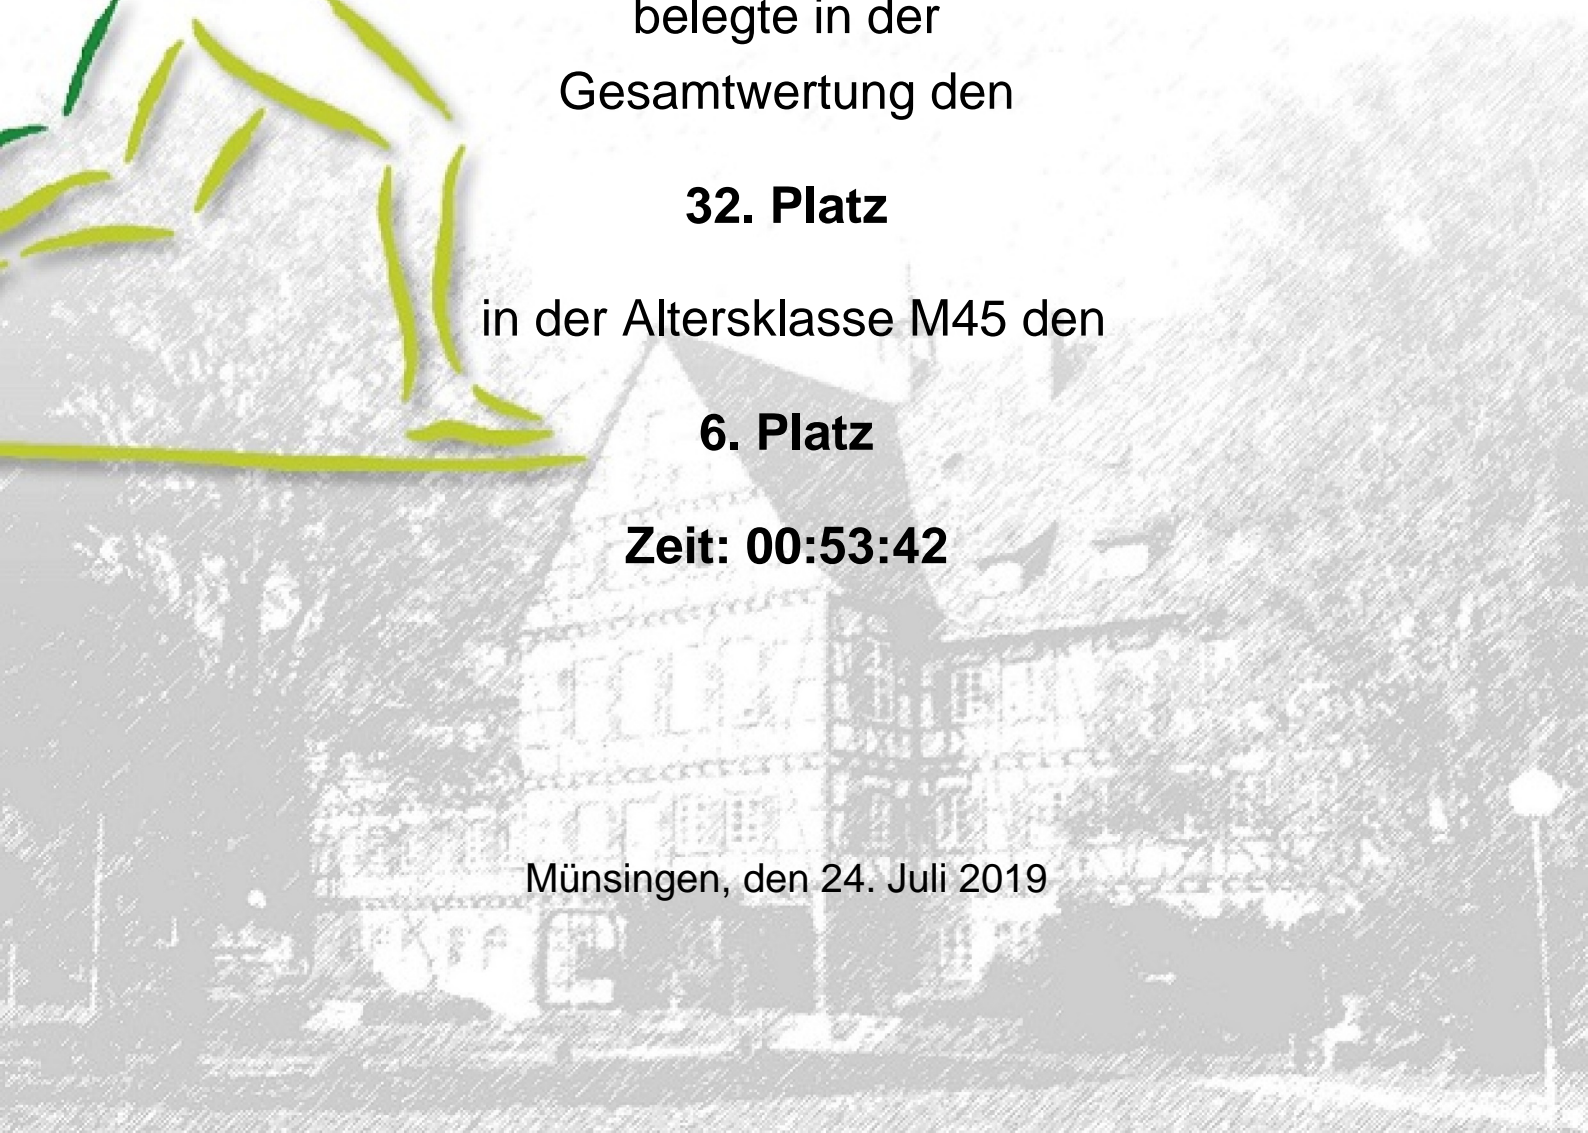 belegte in der
Gesamtwertung den
32. Platz
in der Altersklasse M45 den
6. Platz
Zeit: 00:53:42
Münsingen, den 24. Juli 2019